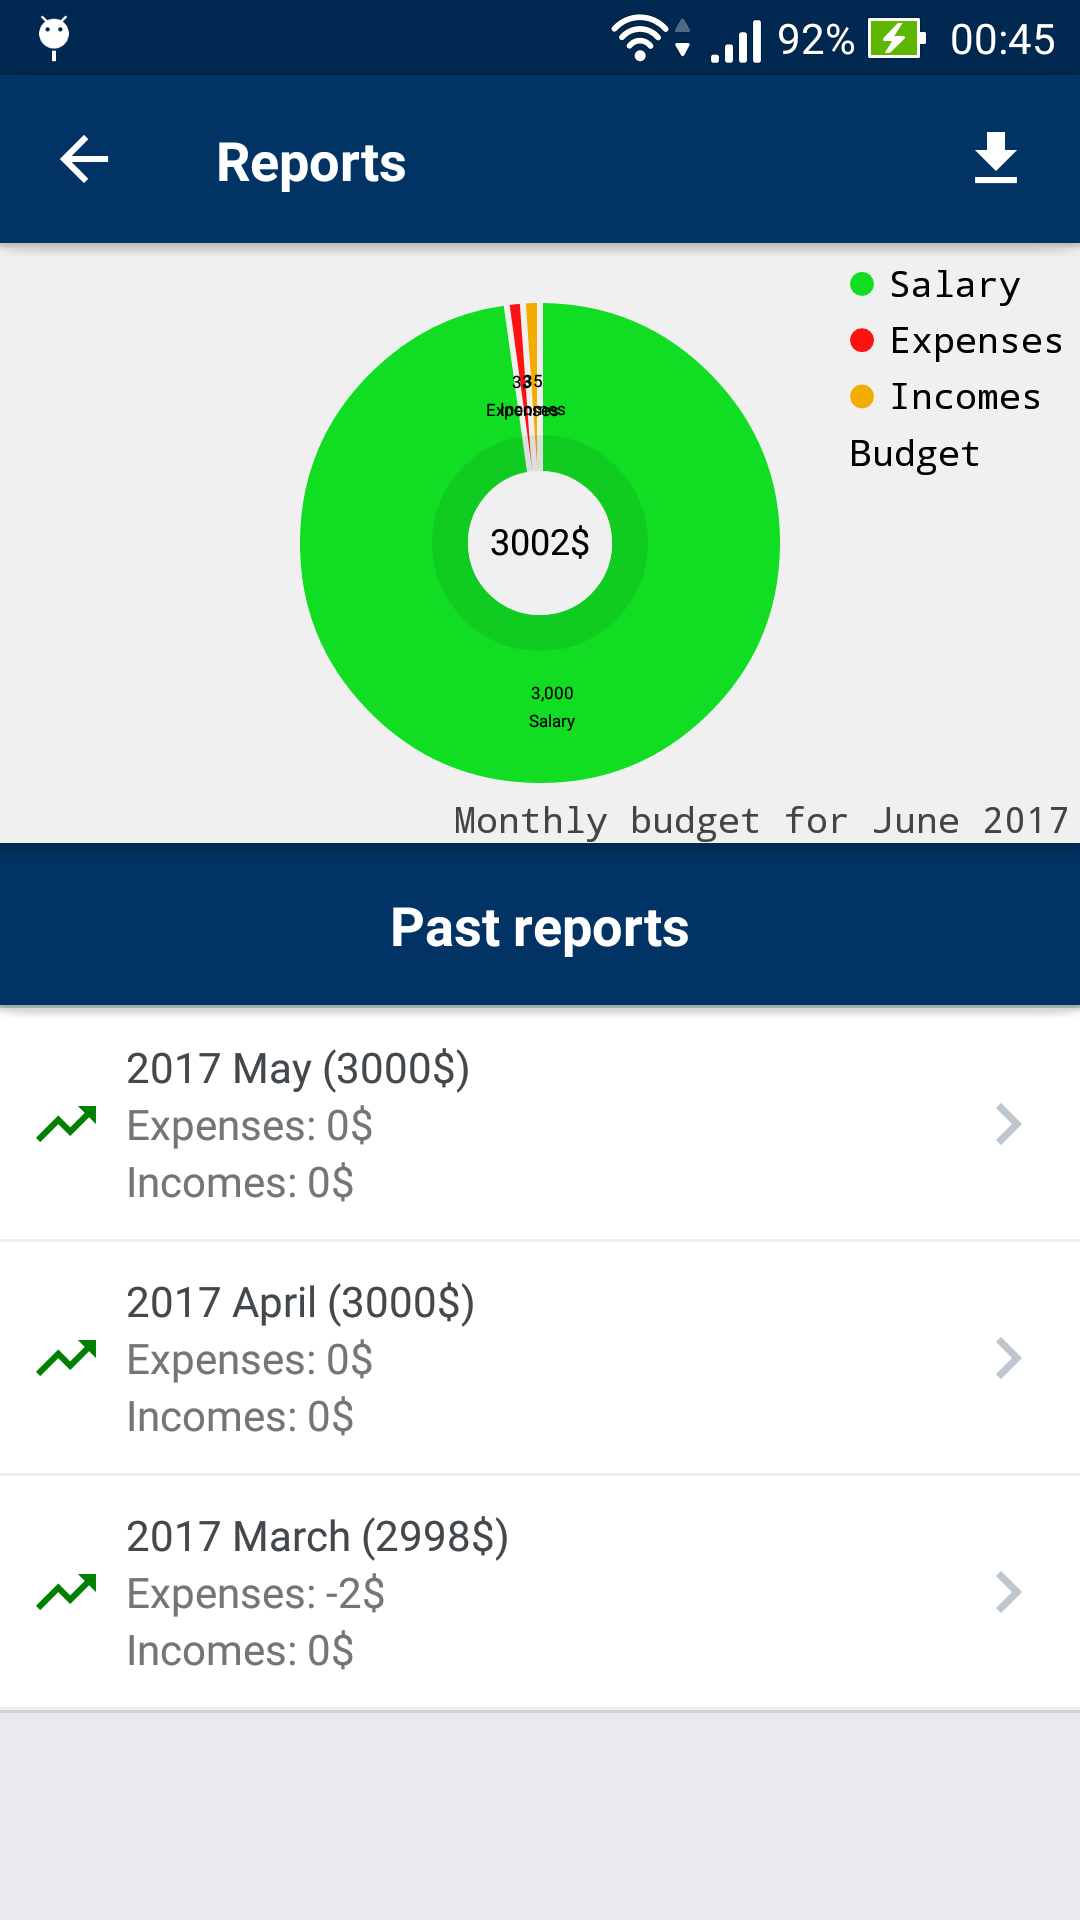 92% 00:45
Reports
Salary
Expenses
Incomes
Budget
3002$
3,000
Salary
Monthly budget for June 2017
Past reports
2017 May (3000$)
Expenses: 0$
Incomes: 0$
2017 April (3000$)
Expenses: 0$
Incomes: 0$
2017 March (2998$)
Expenses: -2$
Incomes: 0$